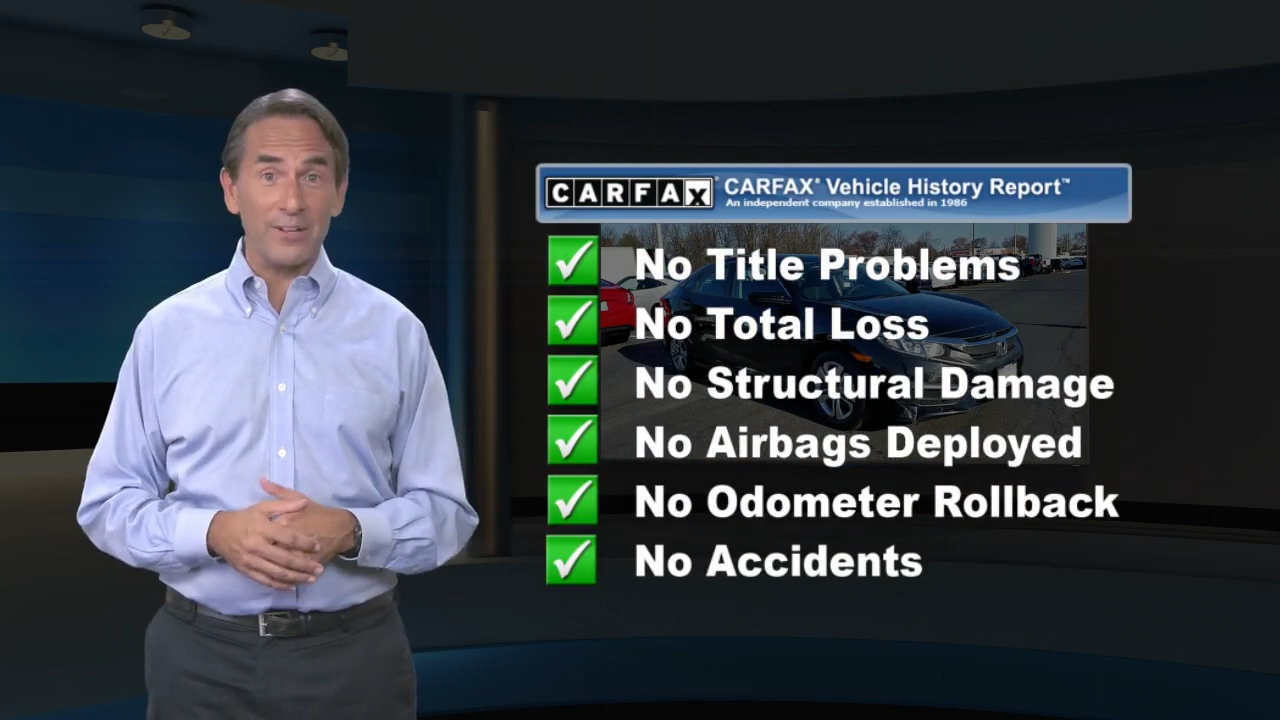 CARFAX® CARFAX® Vehicle History Report™
An independent company established in 1986
No Title Problems
No Total Loss
No Structural Damage
No Airbags Deployed
No Odometer Rollback
No Accidents